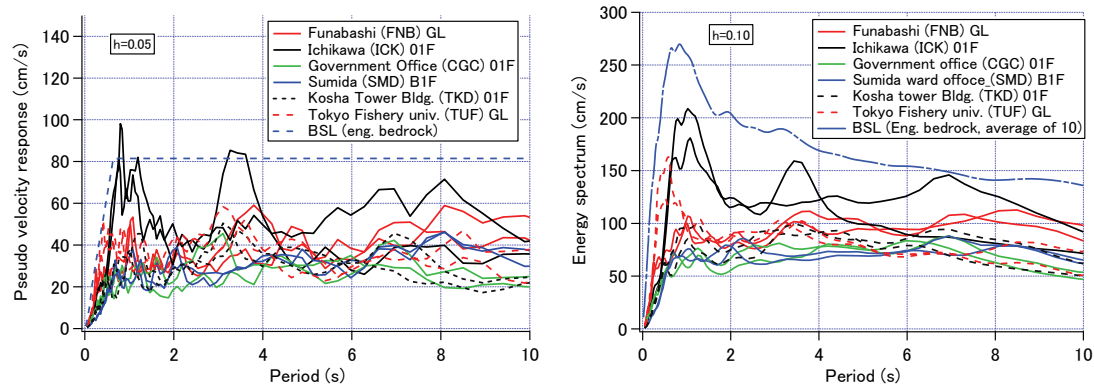 h=0.05
Funabashi (FNB) GL
Ichikawa (ICK) 01F
Government Office (CGC) 01F
Sumida (SMD) B1F
Kosha Tower Bldg. (TKD) 01F
Tokyo Fishery univ. (TUF) GL
BSL (eng. bedrock)
Pseudo velocity response (cm/s)
140
120
100
80
60
40
20
0
0 2 4 6 8 10
Period (s)
h=0.10
Funabashi (FNB) GL
Ichikawa (ICK) 01F
Government office (CGC) 01F
Sumida ward offoce_(SMD) B1F
Kosha tower Bldg. (TKD) 01F
Tokyo Fishery univ. (TUF) GL
BSL (Eng. bedrock, average of 10)
Energy spectrum (cm/s)
300
250
200
150
100
50
0
0 2 4 6 8 10
Period (s)